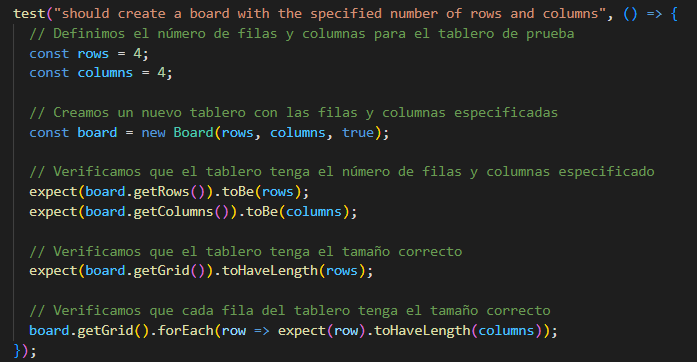 test("should create a board with the specified number of rows and columns", () => {
// Definimos el número de filas y columnas para el tablero de prueba
const rows = 4;
const columns = 4;
// Creamos un nuevo tablero con las filas y columnas especificadas
const board = new Board(rows, columns, true);
// Verificamos que el tablero tenga el número de filas y columnas especificado
expect(board.getRows()).toBe(rows);
expect(board.getColumns()).toBe(columns);
// Verificamos que el tablero tenga el tamaño correcto
expect(board.getGrid()).toHaveLength(rows);
// Verificamos que cada fila del tablero tenga el tamaño correcto
board.getGrid().forEach(row => expect(row).toHaveLength(columns));
});